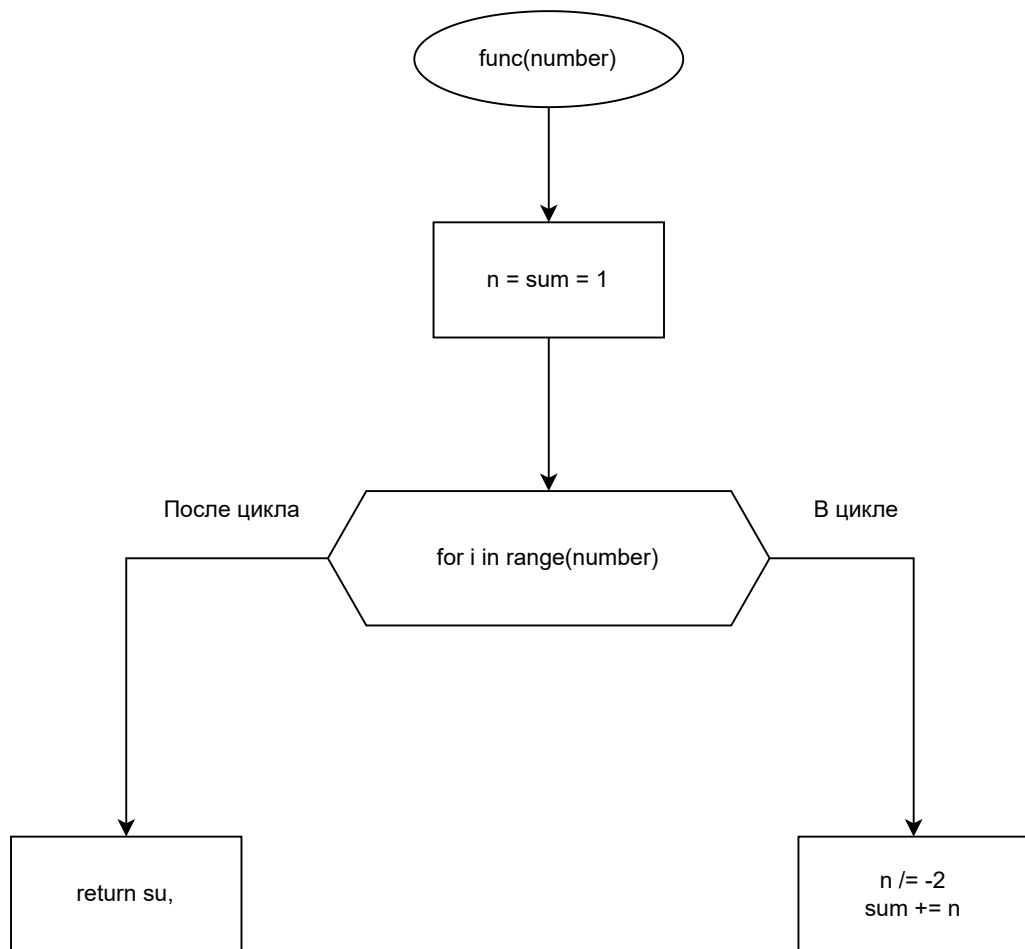 func(number)
n = sum = 1
После цикла
В цикле
for i in range(number)
return su,
n /= -2
sum += n